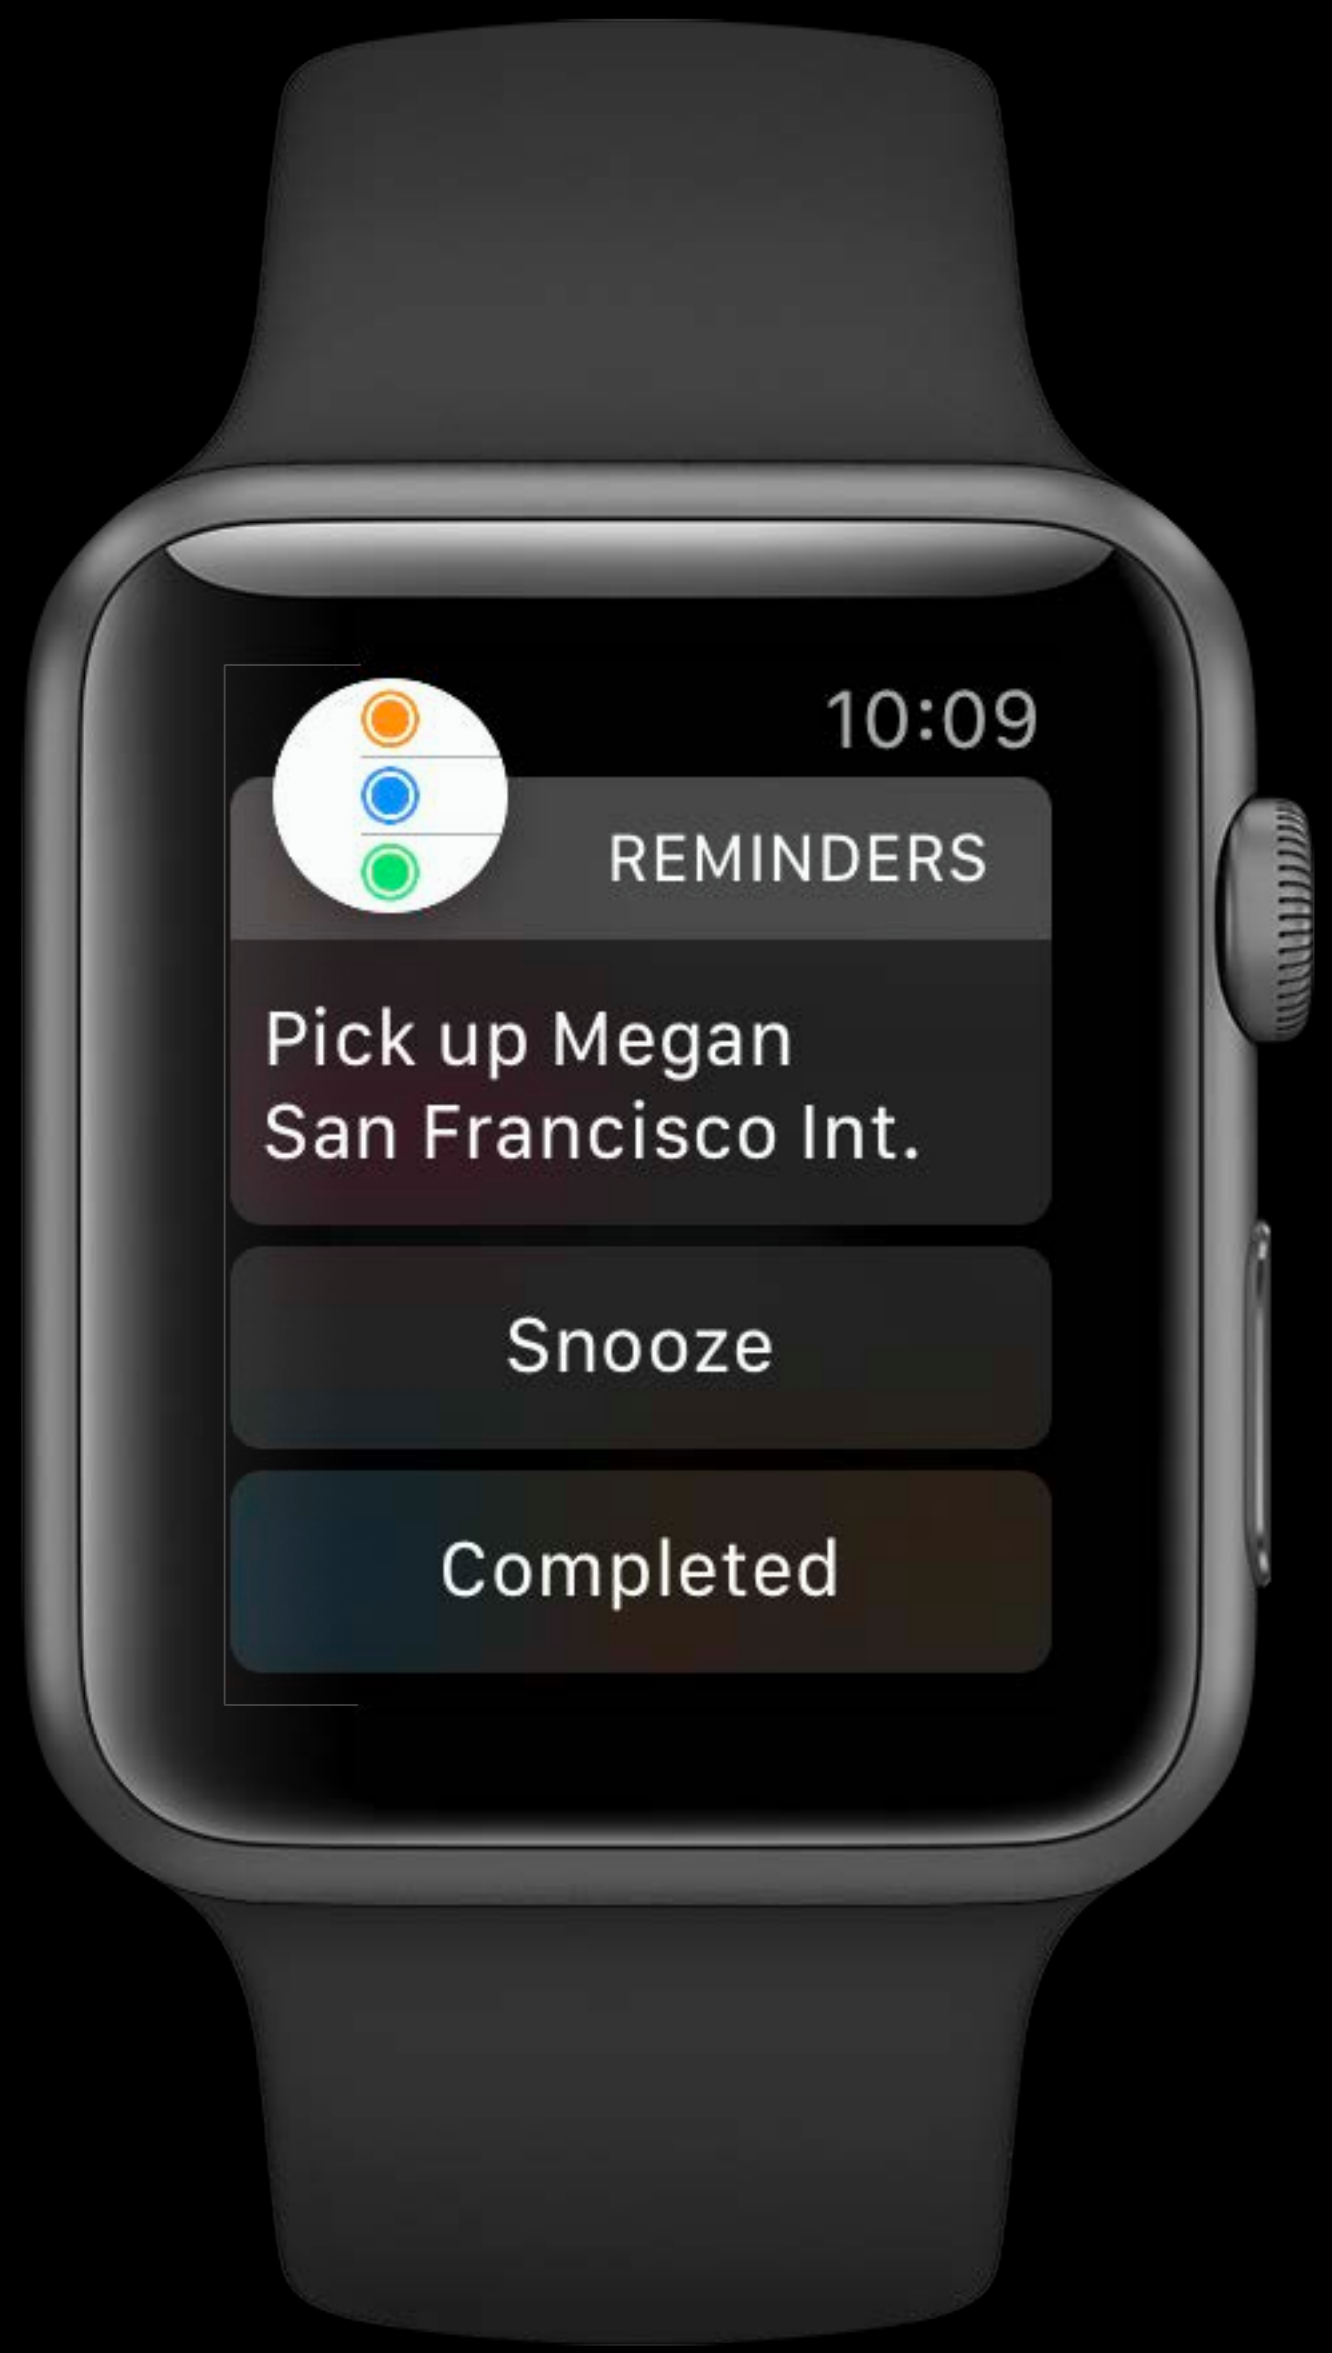 10:09
REMINDERS
Pick up Megan
San Francisco Int.
Snooze
Completed